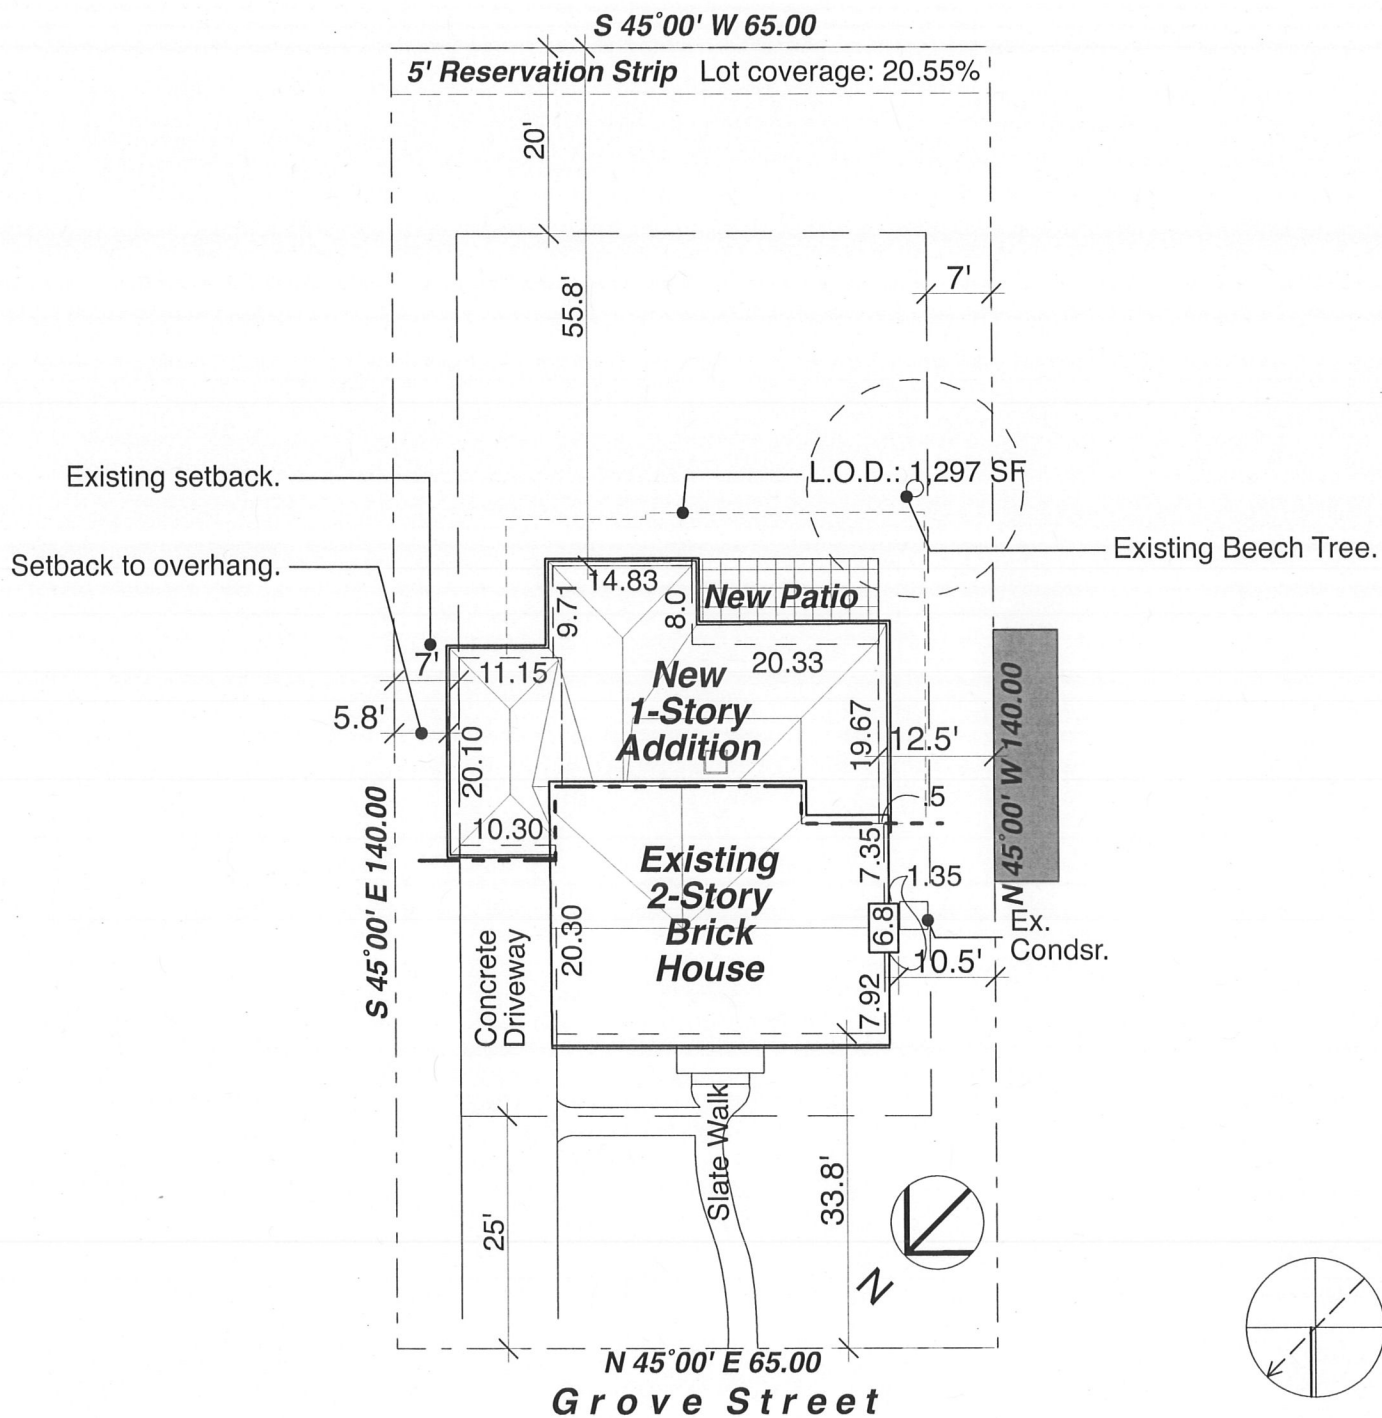 S 45°00' W 65.00
5' Reservation Strip Lot coverage: 20.55%
20'
55.8'
7'
Existing setback.
L.O.D.: 1,297 SF
Existing Beech Tree.
Setback to overhang.
14.83
9.71
8.0
New Patio
7'
11.15
20.33
New
1-Story
Addition
5.8'
20.10
19.67
12.5'
N 45°00' W 140.00
.5
S 45°00' E 140.00
10.30
Existing
2-Story
Brick
House
7.35
1.35
6.8
Ex.
Condsr.
10.5'
20.30
7.92
Concrete
Driveway
Slate Walk
33.8'
25'
N
N 45°00' E 65.00
Grove Street